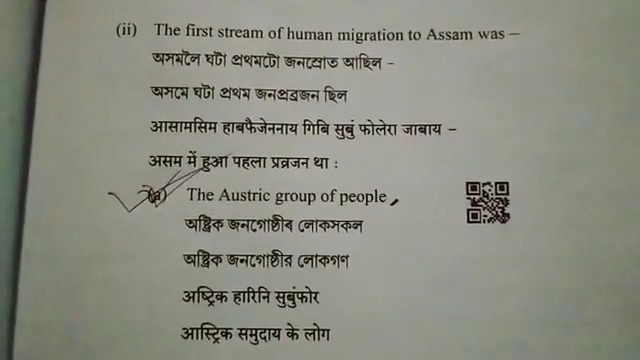 (ii) The first stream of human migration to Assam was –
অসমলৈ ঘটা প্ৰথমটো জনস্ৰোত আছিল –
অসমে ঘটা প্রথম জনপ্রব্রজন ছিল
आसामसिम हाबफैजेननाय गिबि सुबुं फोलेरा जाबाय –
असम में हुआ पहला प्रव्रजन था :
(a) The Austric group of people
অষ্ট্ৰিক জনগোষ্ঠীৰ লোকসকল
অষ্ট্রিক জনগোষ্ঠীর লোকগণ
अष्ट्रिक हारिनि सुबुंफोर
आस्ट्रिक समुदाय के लोग